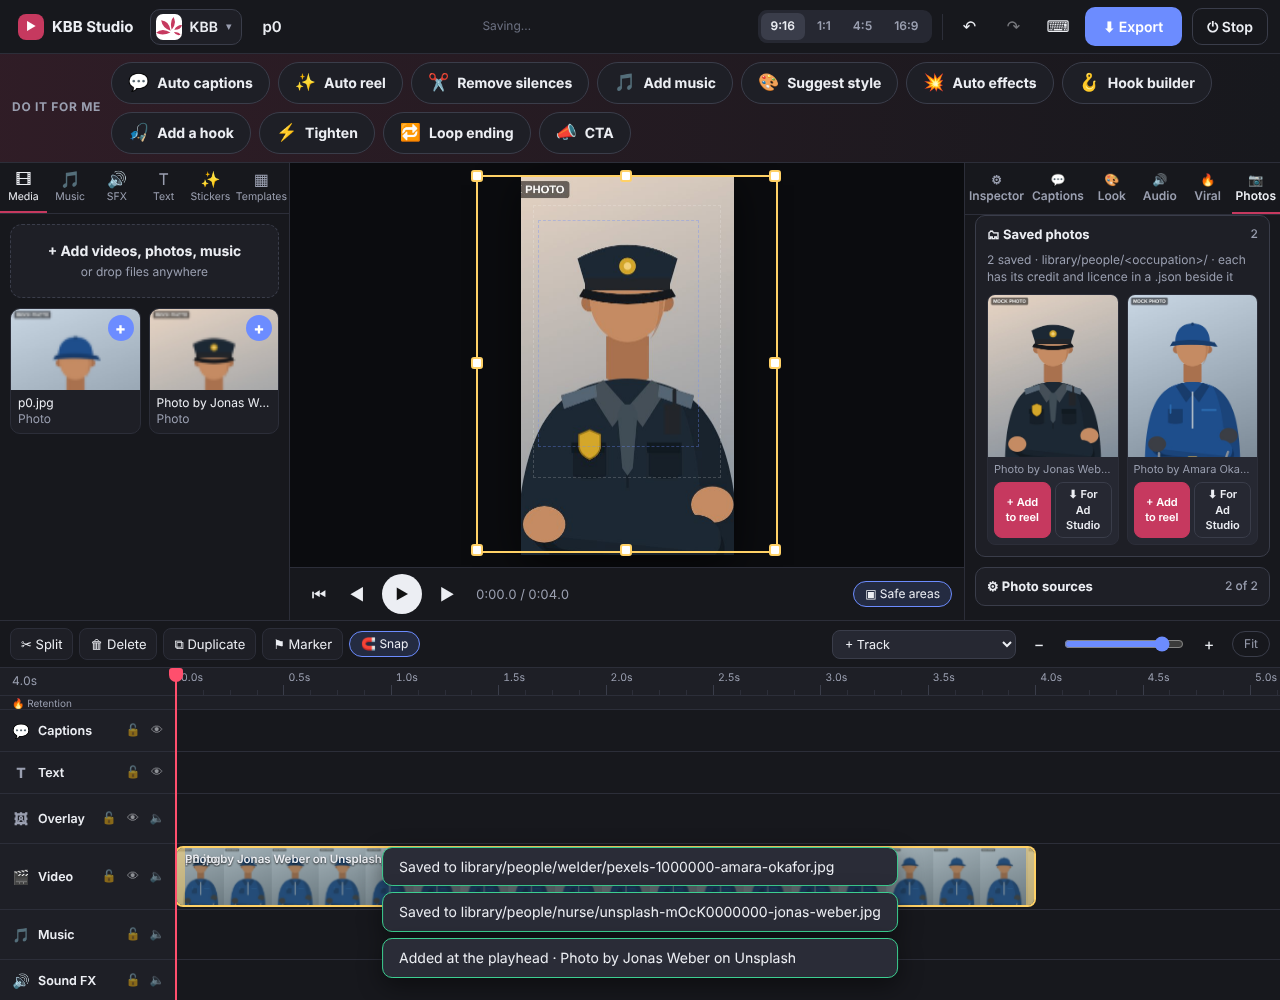 KBB Studio
KBB
p0
Saving...
9:16 1:1 4:5 16:9
Export
Stop
DO IT FOR ME
Auto captions
Auto reel
Remove silences
Add music
Suggest style
Auto effects
Hook builder
Add a hook
Tighten
Loop ending
CTA
Media Music SFX Text Stickers Templates
+ Add videos, photos, music
or drop files anywhere
MOCK PHOTO
MOCK PHOTO
p0.jpg
Photo
Photo by Jonas W...
Photo
PHOTO
0:00.0 / 0:04.0
Safe areas
Inspector Captions Look Audio Viral Photos
Saved photos 2
2 saved · library/people/<occupation>/ · each
has its credit and licence in a .json beside it
MOCK PHOTO
MOCK PHOTO
Photo by Jonas Web...
Photo by Amara Oka...
+ Add
to reel
For
Ad
Studio
+ Add
to reel
For
Ad
Studio
Photo sources 2 of 2
Split
Delete
Duplicate
Marker
Snap
+ Track
− + Fit
4.0s
0.0s 0.5s 1.0s 1.5s 2.0s 2.5s 3.0s 3.5s 4.0s 4.5s 5.0s
Retention
Captions
T Text
Overlay
Video
Photo by Jonas Weber on Unsplash
Saved to library/people/welder/pexels-1000000-amara-okafor.jpg
Saved to library/people/nurse/unsplash-mOcK0000000-jonas-weber.jpg
Music
Added at the playhead · Photo by Jonas Weber on Unsplash
Sound FX